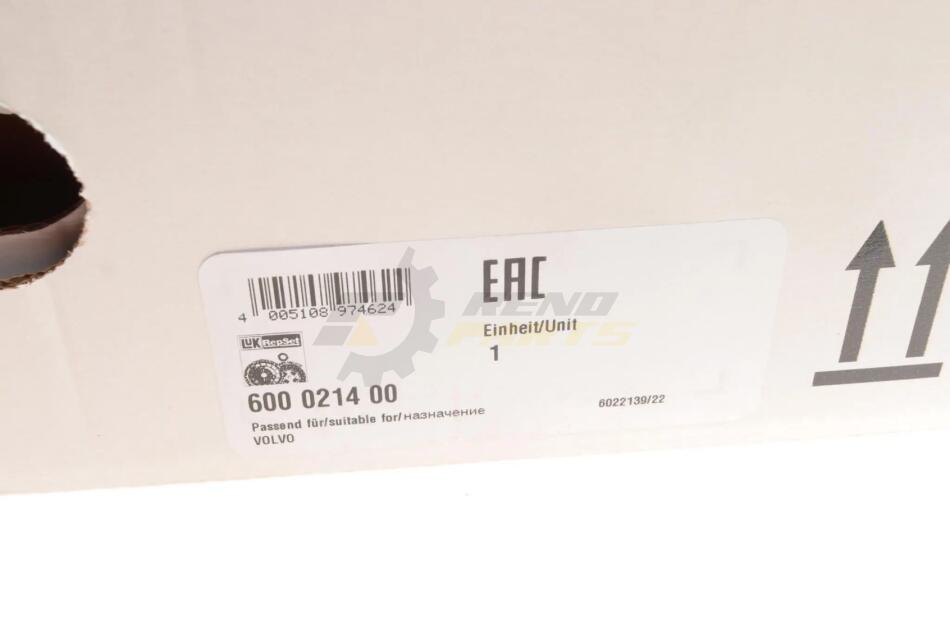 EAC
4 005108 974624
RENO
PARTS
Einheit/Unit
1
LuK RepSet
600 0214 00
Passend für/suitable for/назначение
VOLVO
6022139/22